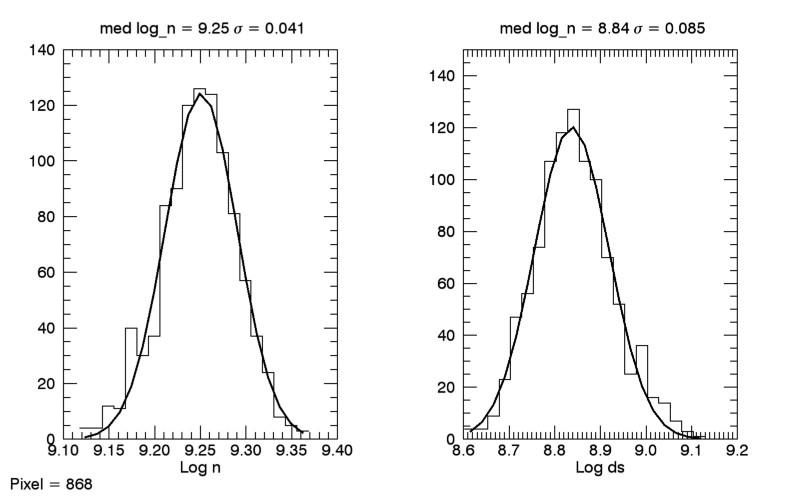 med log_n = 9.25 σ = 0.041
140
120
100
80
60
40
20
0
9.10 9.15 9.20 9.25 9.30 9.35 9.40
Log n
med log_n = 8.84 σ = 0.085
140
120
100
80
60
40
20
0
8.6 8.7 8.8 8.9 9.0 9.1 9.2
Log ds
Pixel = 868